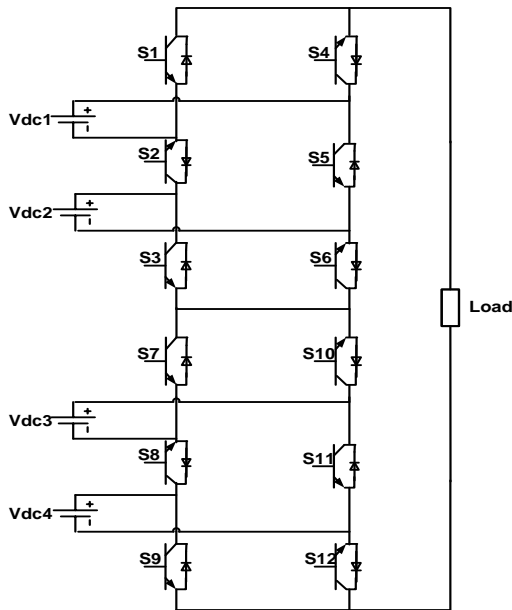 S1
S4
Vdc1
+
-
S2
S5
Vdc2
+
-
S3
S6
Load
S7
S10
Vdc3
+
-
S8
S11
Vdc4
+
-
S9
S12